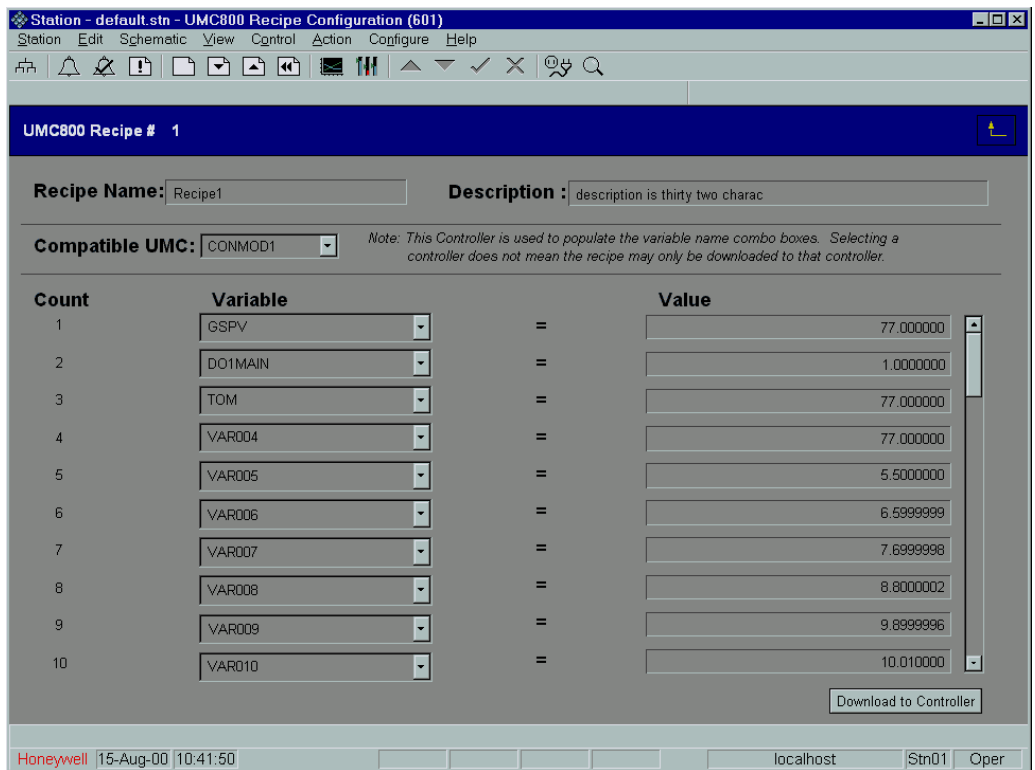 Station - default.stn - UMC800 Recipe Configuration (601)
Station Edit Schematic View Control Action Configure Help
UMC800 Recipe # 1
Recipe Name: Recipe1 Description : description is thirty two charac
Compatible UMC: CONMOD1 Note: This Controller is used to populate the variable name combo boxes. Selecting a
controller does not mean the recipe may only be downloaded to that controller.
Count Variable Value
1 GSPV = 77.000000
2 DO1MAIN = 1.0000000
3 TOM = 77.000000
4 VAR004 = 77.000000
5 VAR005 = 5.5000000
6 VAR006 = 6.5999999
7 VAR007 = 7.6999998
8 VAR008 = 8.8000002
9 VAR009 = 9.8999996
10 VAR010 = 10.010000
Download to Controller
Honeywell 15-Aug-00 10:41:50 localhost Stn01 Oper